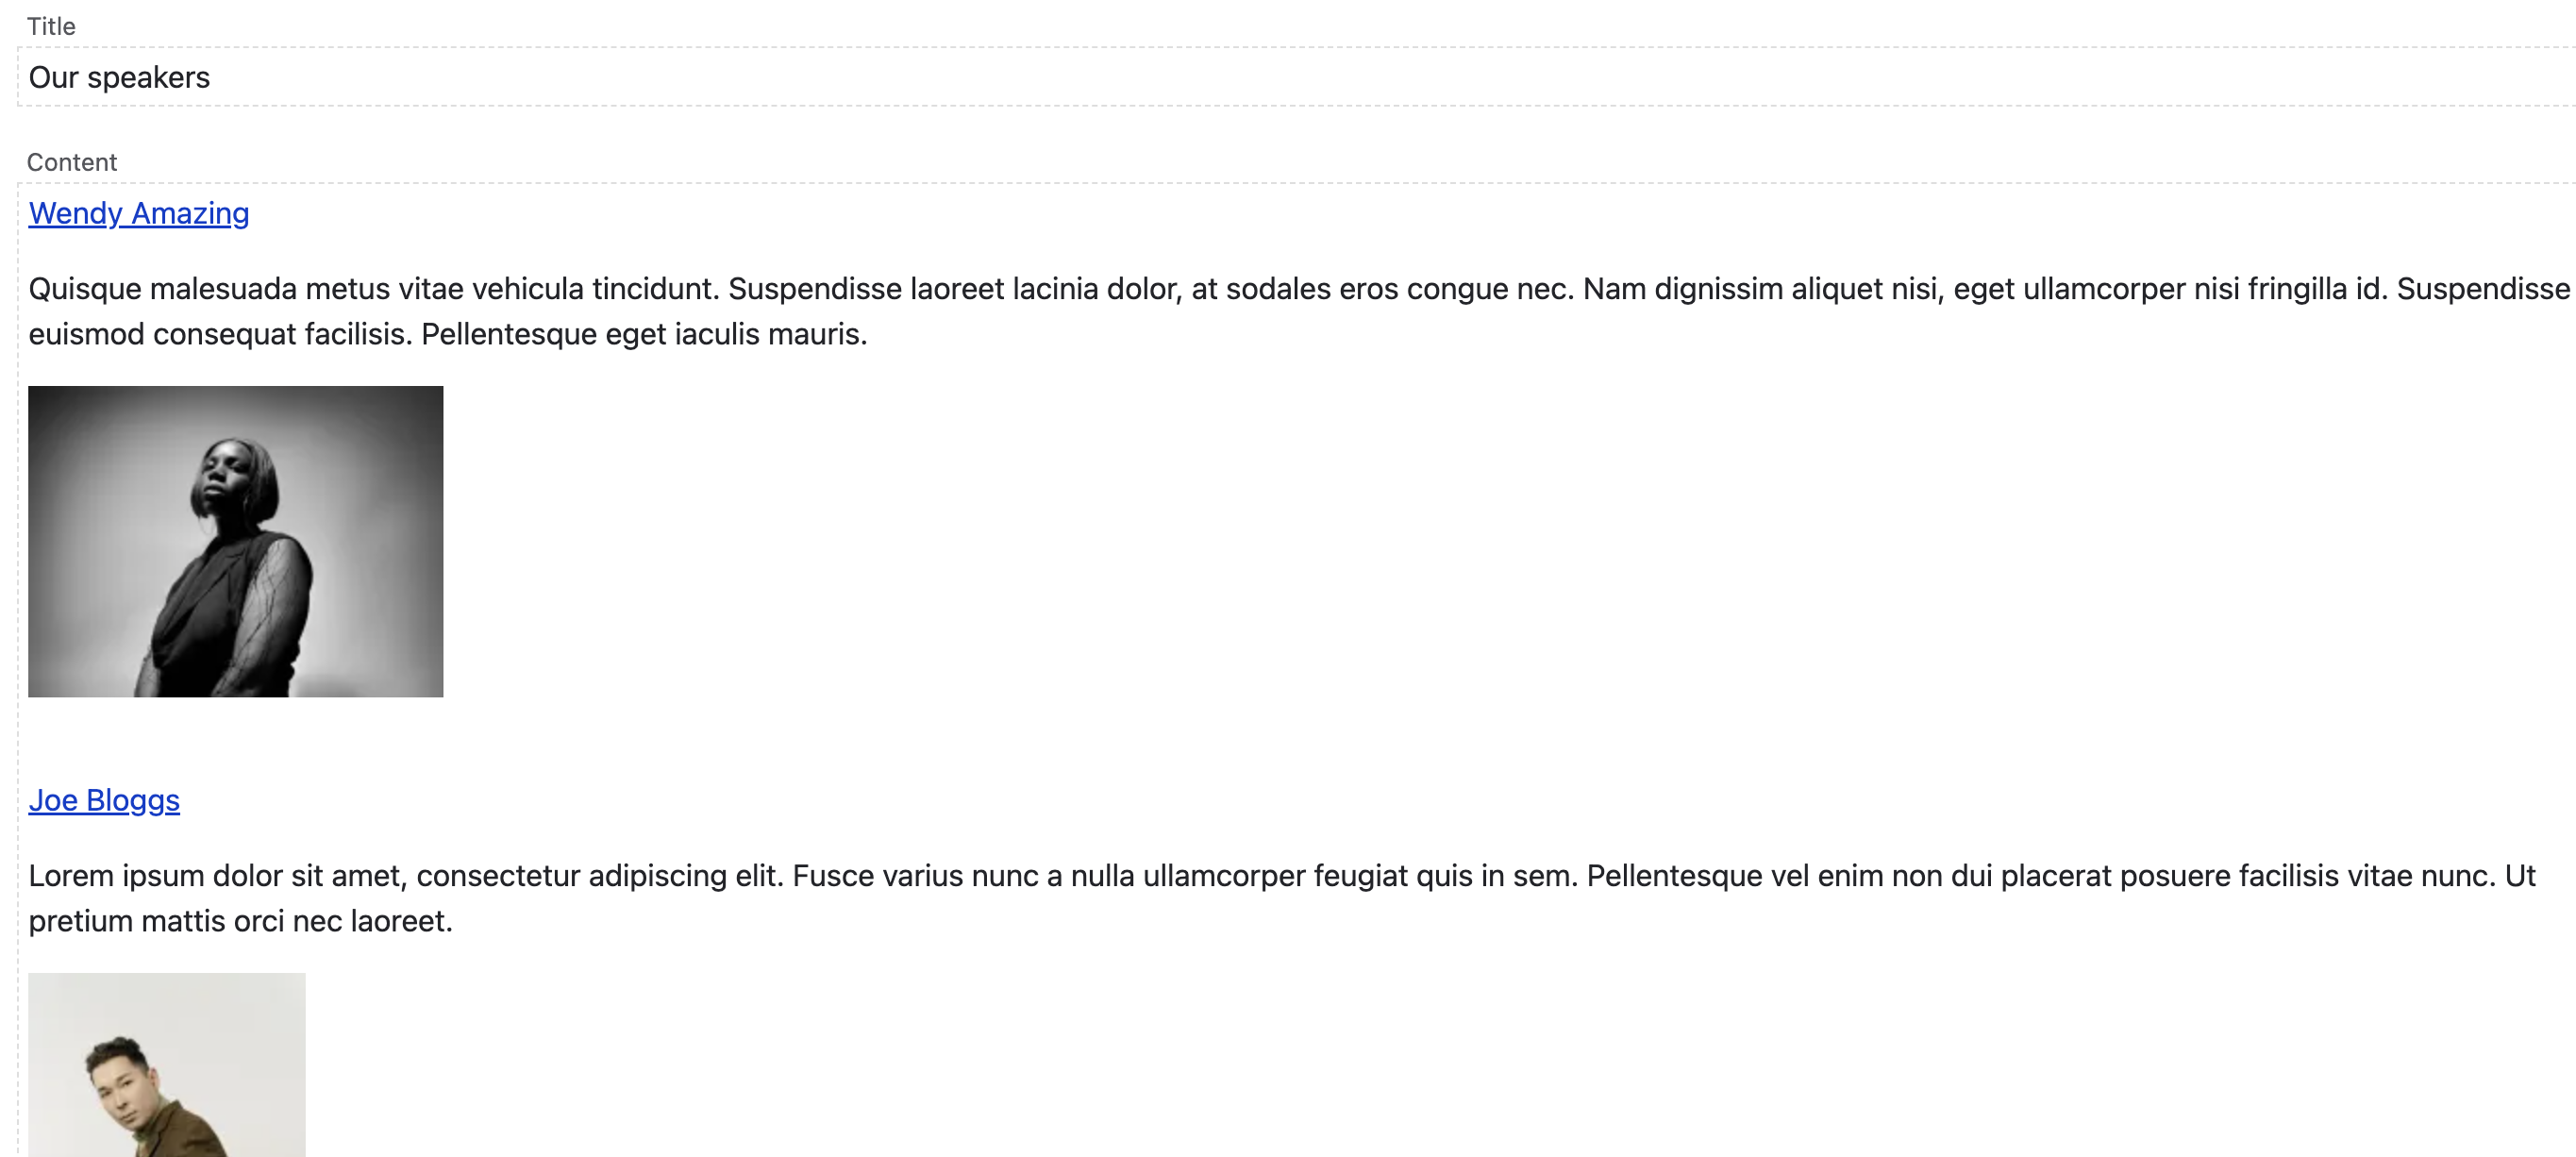 Title
Our speakers
Content
Wendy Amazing
Quisque malesuada metus vitae vehicula tincidunt. Suspendisse laoreet lacinia dolor, at sodales eros congue nec. Nam dignissim aliquet nisi, eget ullamcorper nisi fringilla id. Suspendisse
euismod consequat facilisis. Pellentesque eget iaculis mauris.
Joe Bloggs
Lorem ipsum dolor sit amet, consectetur adipiscing elit. Fusce varius nunc a nulla ullamcorper feugiat quis in sem. Pellentesque vel enim non dui placerat posuere facilisis vitae nunc. Ut
pretium mattis orci nec laoreet.